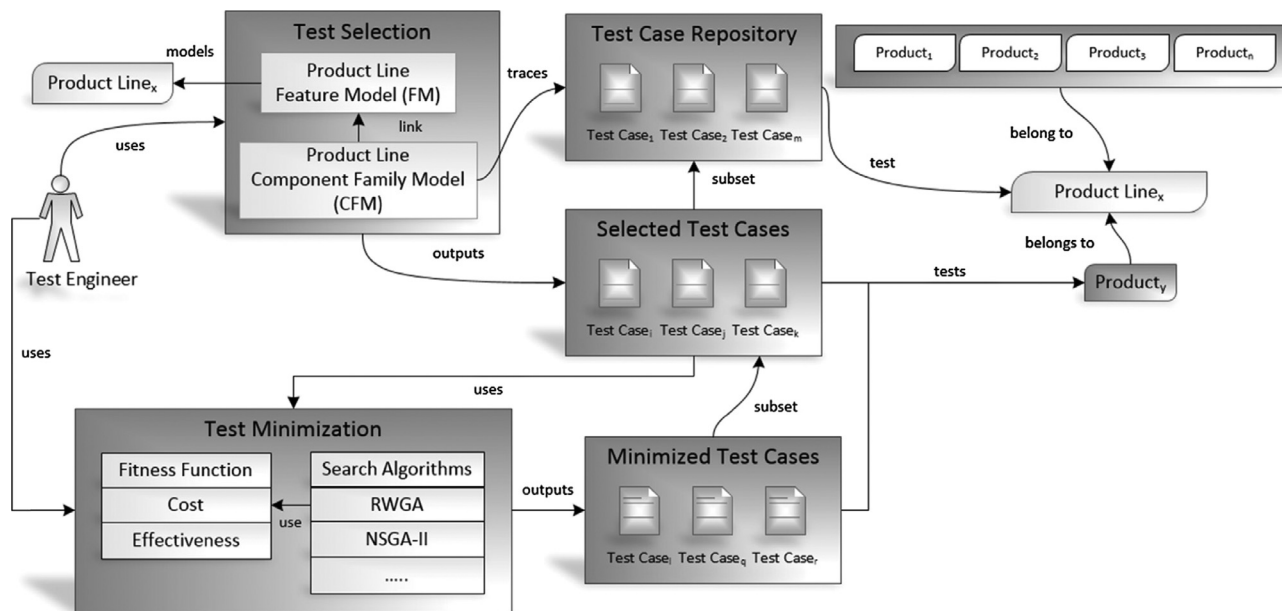 models
Product Lineₓ
uses
Test Engineer
uses
Test Selection
Product Line
Feature Model (FM)
link
Product Line
Component Family Model
(CFM)
traces
outputs
Test Case Repository
Test Case₁ Test Case₂ Test Caseₘ
subset
Selected Test Cases
Test Caseᵢ Test Caseⱼ Test Caseₖ
uses
subset
Product₁ Product₂ Product₃ Productₙ
belong to
test
Product Lineₓ
belongs to
tests
Product_y
Test Minimization
Fitness Function
Cost
Effectiveness
use
Search Algorithms
RWGA
NSGA-II
.....
outputs
Minimized Test Cases
Test Caseᵢ Test Case_q Test Caseᵣ